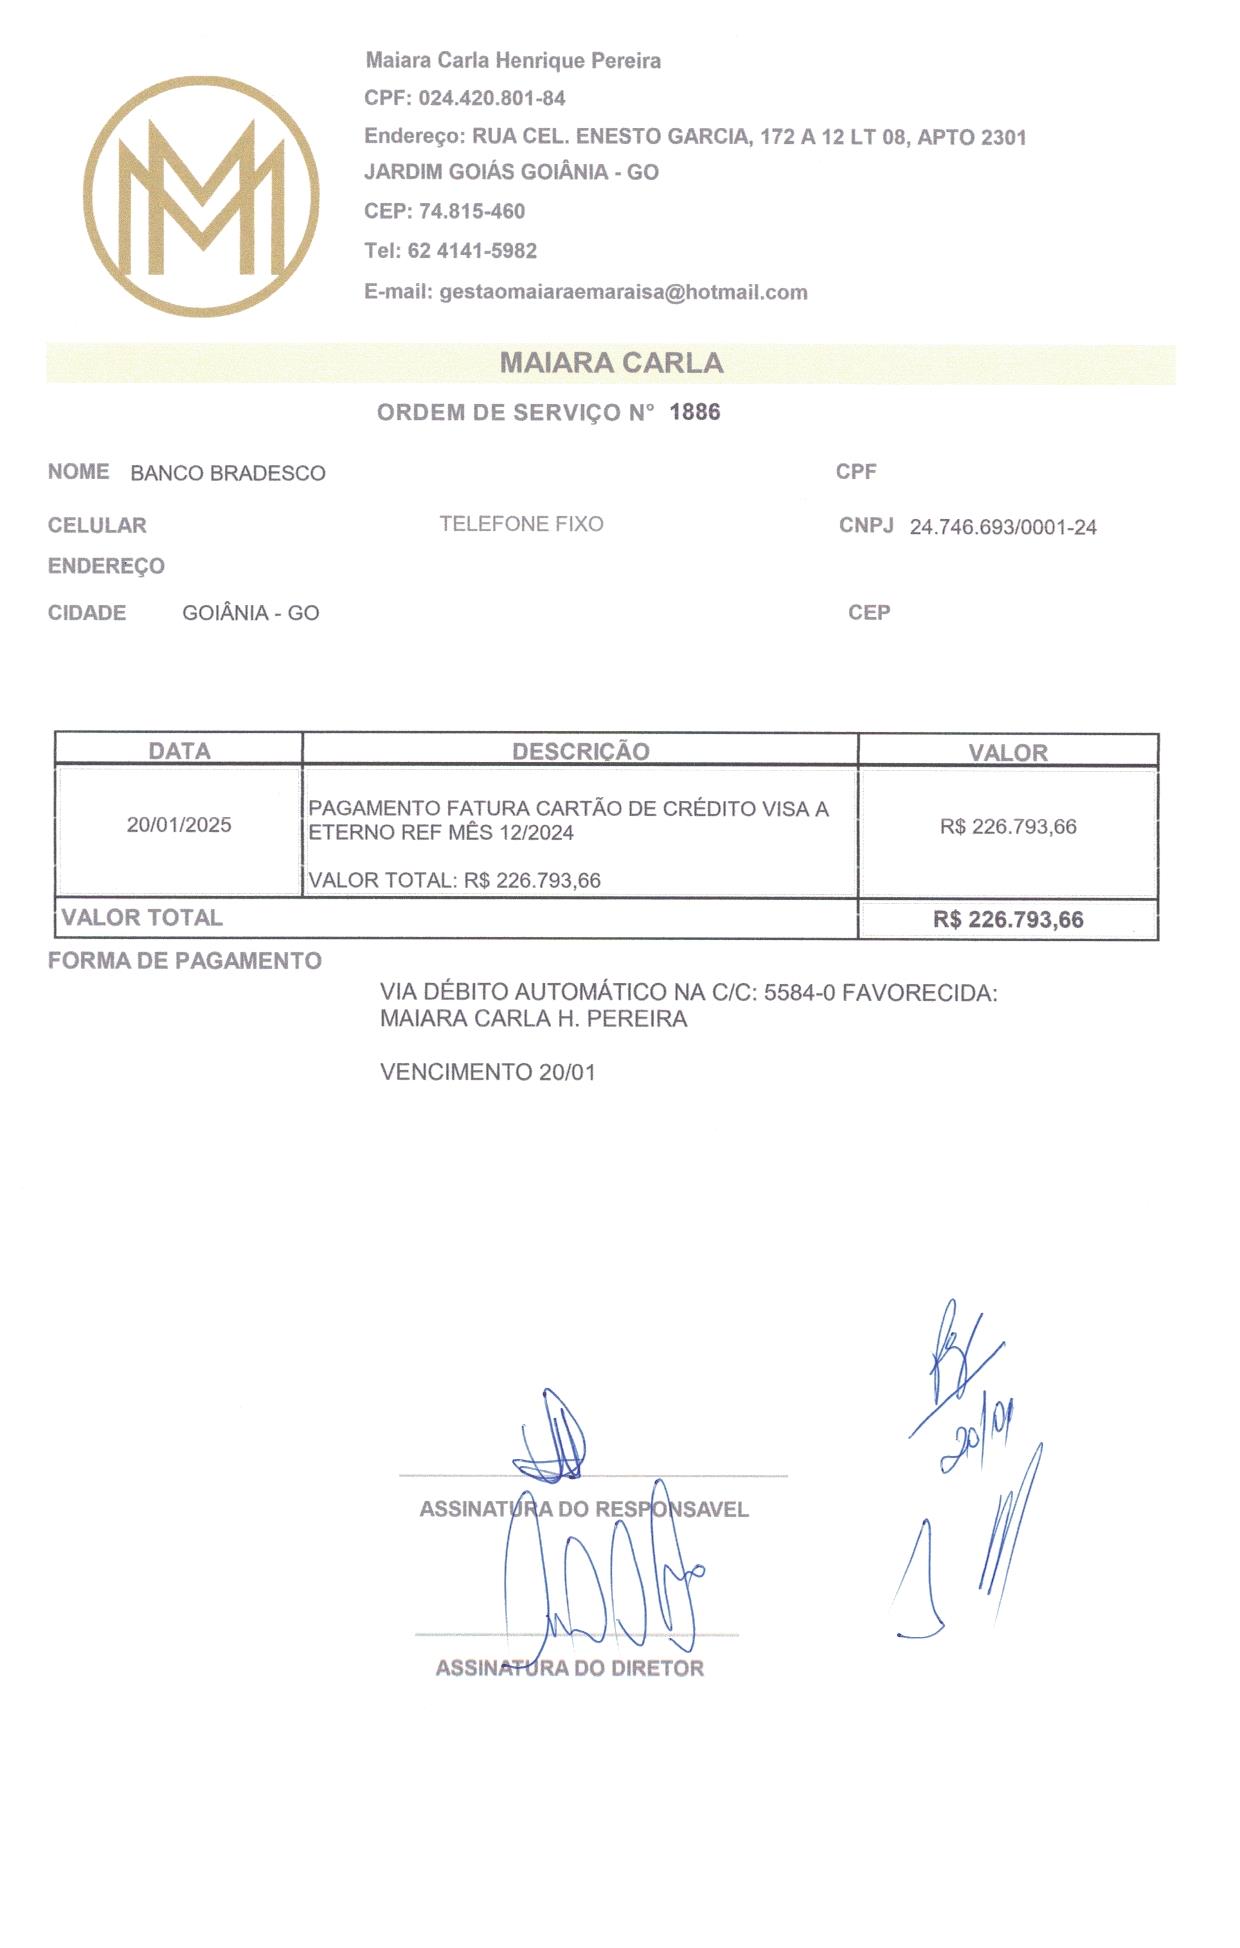 Maiara Carla Henrique Pereira
CPF: 024.420.801-84
Endereço: RUA CEL. ENESTO GARCIA, 172 A 12 LT 08, APTO 2301
JARDIM GOIÁS GOIÂNIA - GO
CEP: 74.815-460
Tel: 62 4141-5982
E-mail: gestaomaiaraemaraisa@hotmail.com
MAIARA CARLA
ORDEM DE SERVIÇO N° 1886
NOME BANCO BRADESCO CPF
CELULAR TELEFONE FIXO CNPJ 24.746.693/0001-24
ENDEREÇO
CIDADE GOIÂNIA - GO CEP
DATA DESCRIÇÃO VALOR
PAGAMENTO FATURA CARTÃO DE CRÉDITO VISA A
20/01/2025 ETERNO REF MÊS 12/2024 R$ 226.793,66
VALOR TOTAL: R$ 226.793,66
VALOR TOTAL R$ 226.793,66
FORMA DE PAGAMENTO
VIA DÉBITO AUTOMÁTICO NA C/C: 5584-0 FAVORECIDA:
MAIARA CARLA H. PEREIRA
VENCIMENTO 20/01
20/01
ASSINATURA DO RESPONSAVEL
ASSINATURA DO DIRETOR